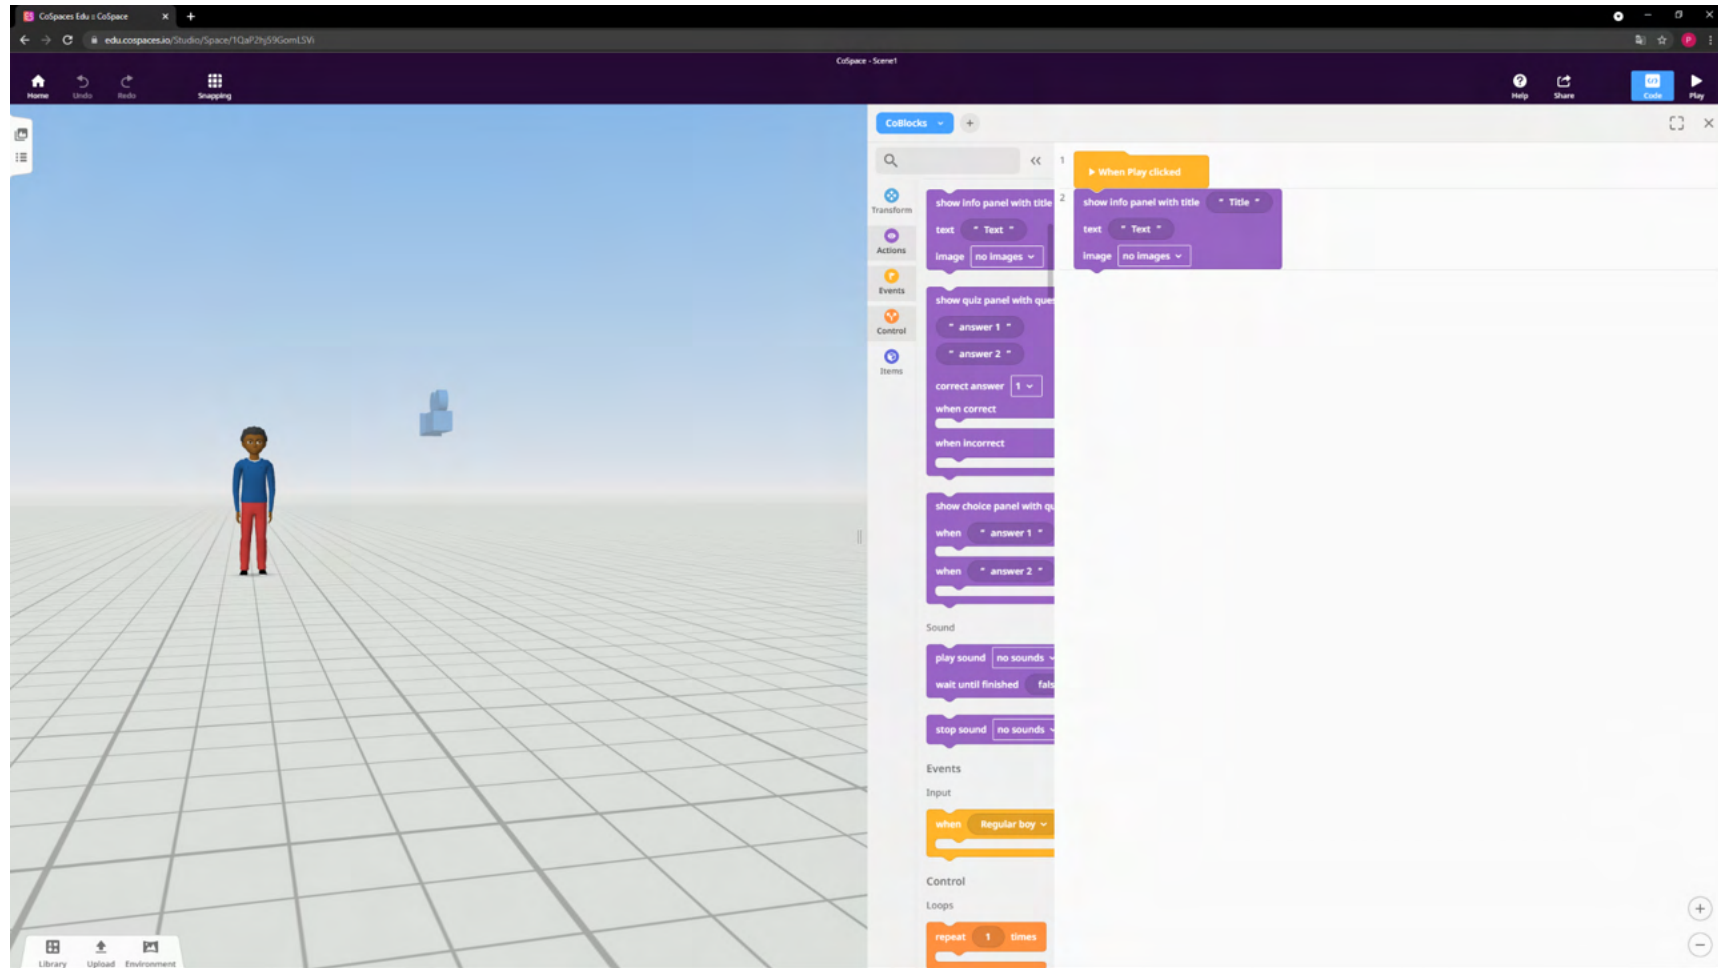 CoSpaces Edu :: CoSpace
edu.cospaces.io/Studio/Space/1QaP2hj59GomLSVi
P
CoSpace - Scene1
Home
Undo
Redo
Snapping
Help
Share
Code
Play
CoBlocks
Transform
Actions
Events
Control
Items
show info panel with title
text " Text "
image no images
show quiz panel with ques
" answer 1 "
" answer 2 "
correct answer 1
when correct
when incorrect
show choice panel with qu
when " answer 1 "
when " answer 2 "
Sound
play sound no sounds
wait until finished fals
stop sound no sounds
Events
Input
when Regular boy
Control
Loops
repeat 1 times
1
When Play clicked
2
show info panel with title " Title "
text " Text "
image no images
Library
Upload
Environment